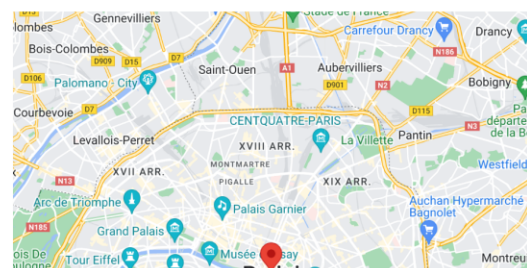 Gennevilliers
Stade de France
Colombes
Carrefour Drancy
Drancy
Bois-Colombes
N186
D909
D15
D7
A1
Saint-Ouen
Aubervilliers
D106
Palomano - City
D901
N2
Bobigny
Courbevoie
D7
D115
CENTQUATRE-PARIS
N3
Levallois-Perret
XVIII ARR.
La Villette
Pantin
MONTMARTRE
Westfield
XVII ARR.
PIGALLE
XIX ARR.
N13
Arc de Triomphe
Palais Garnier
Auchan Hypermarché
Bagnolet
N185
Grand Palais
Tour Eiffel
Musée
Montreu